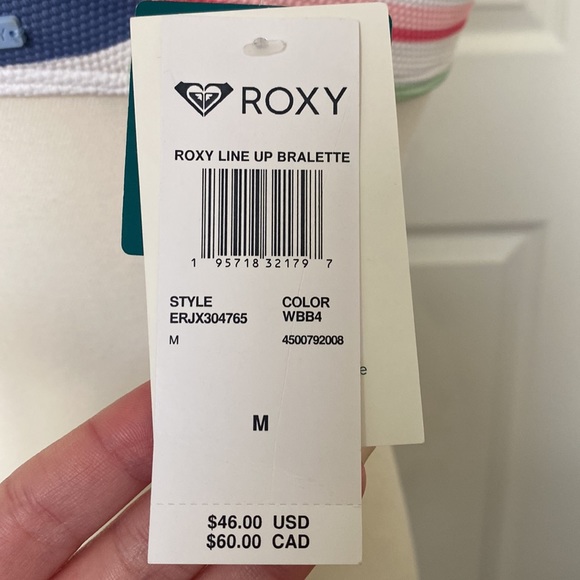 ROXY
ROXY LINE UP BRALETTE
1 95718 32179 7
STYLE COLOR
ERJX304765 WBB4
M 4500792008
e
M
$46.00 USD
$60.00 CAD